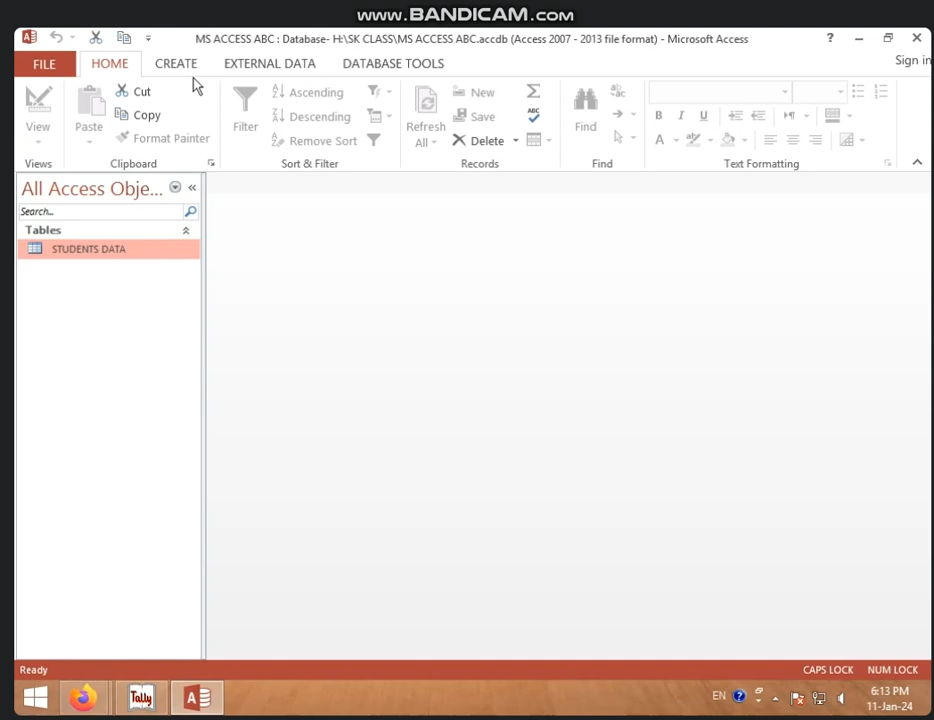 www.BANDICAM.com
MS ACCESS ABC : Database- H:\SK CLASS\MS ACCESS ABC.accdb (Access 2007 - 2013 file format) - Microsoft Access
?
FILE HOME CREATE EXTERNAL DATA DATABASE TOOLS Sign in
View
Views
Paste
Cut
Copy
Format Painter
Clipboard
Filter
Ascending
Descending
Remove Sort
Sort & Filter
Refresh
All
New
Save
Delete
Records
Find
Find
B I U
A
Text Formatting
All Access Obje...
Search...
Tables
STUDENTS DATA
Ready CAPS LOCK NUM LOCK
Tally
EN
6:13 PM
11-Jan-24